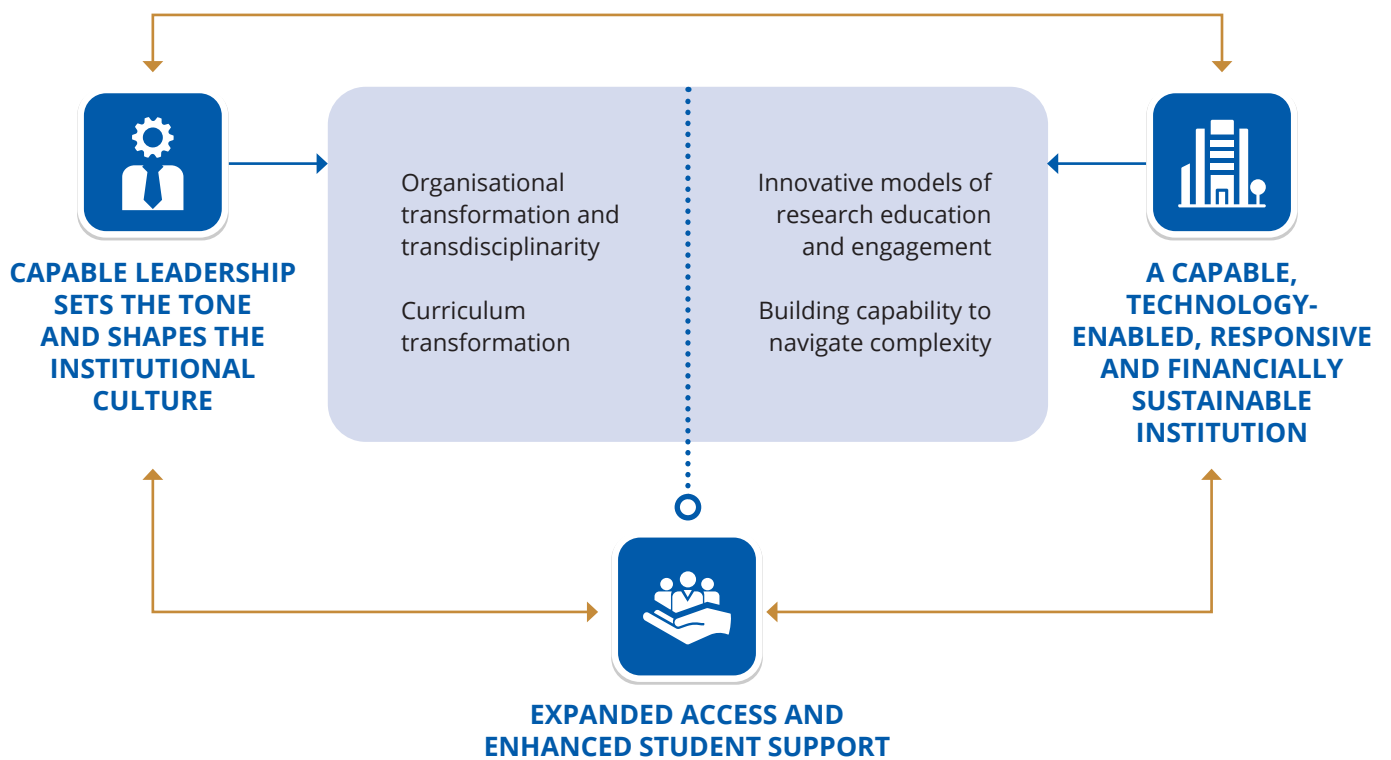 CAPABLE LEADERSHIP
SETS THE TONE
AND SHAPES THE
INSTITUTIONAL
CULTURE
Organisational
transformation and
transdisciplinarity
Curriculum
transformation
Innovative models of
research education
and engagement
Building capability to
navigate complexity
A CAPABLE,
TECHNOLOGY-
ENABLED, RESPONSIVE
AND FINANCIALLY
SUSTAINABLE
INSTITUTION
EXPANDED ACCESS AND
ENHANCED STUDENT SUPPORT